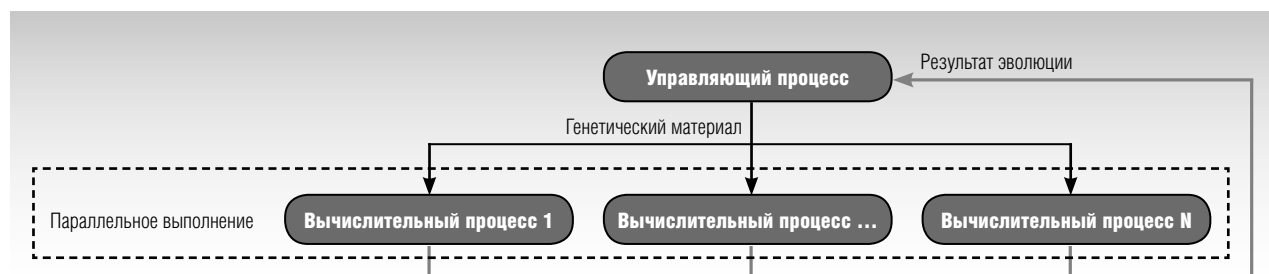 Управляющий процесс
Результат эволюции
Генетический материал
Параллельное выполнение
Вычислительный процесс 1
Вычислительный процесс ...
Вычислительный процесс N